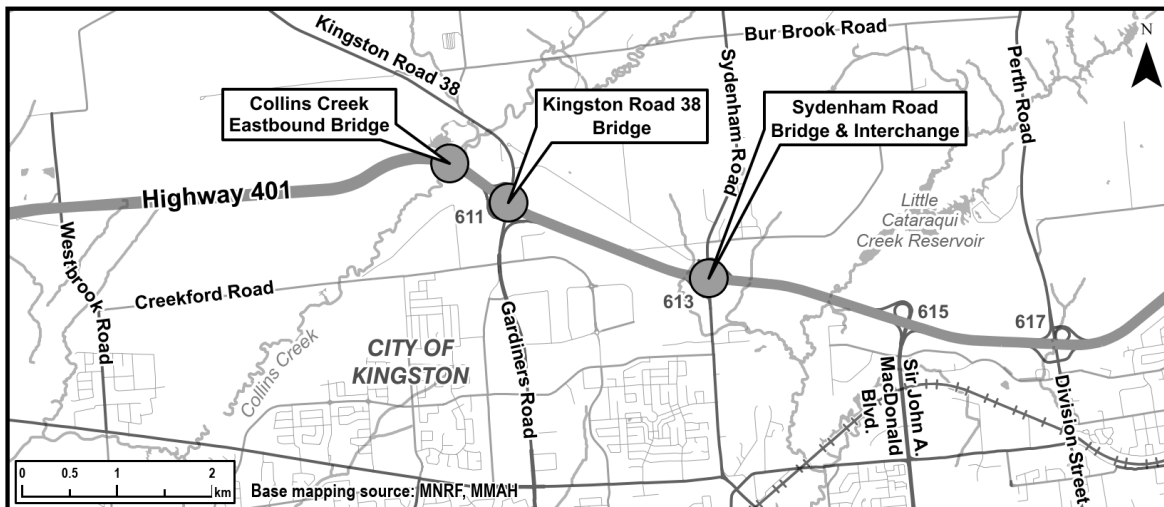 Bur Brook Road
N
Kingston Road 38
Sydenham-Road
Perth-Road
Collins Creek
Eastbound Bridge
Kingston Road 38
Bridge
Sydenham Road
Bridge & Interchange
Highway 401
611
Little
Cataraqui
Creek Reservoir
Westbrook-Road
Creekford Road
613
615
617
Collins Creek
CITY OF
KINGSTON
Gardiners-Road
Sir John A.
MacDonald
Blvd.
Division-Street
0 0.5 1 2
km
Base mapping source: MNRF, MMAH